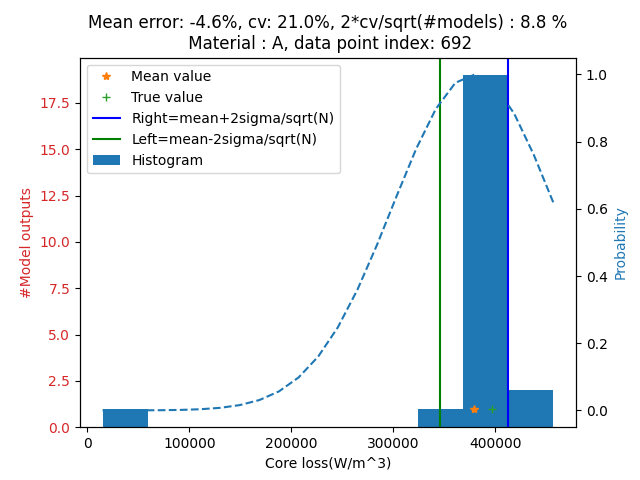 Mean error: -4.6%, cv: 21.0%, 2*cv/sqrt(#models) : 8.8 %
Material : A, data point index: 692
Mean value
True value
Right=mean+2sigma/sqrt(N)
Left=mean-2sigma/sqrt(N)
Histogram
#Model outputs
17.5
15.0
12.5
10.0
7.5
5.0
2.5
0.0
1.0
0.8
0.6
0.4
0.2
0.0
Probability
0
100000
200000
300000
400000
Core loss(W/m^3)